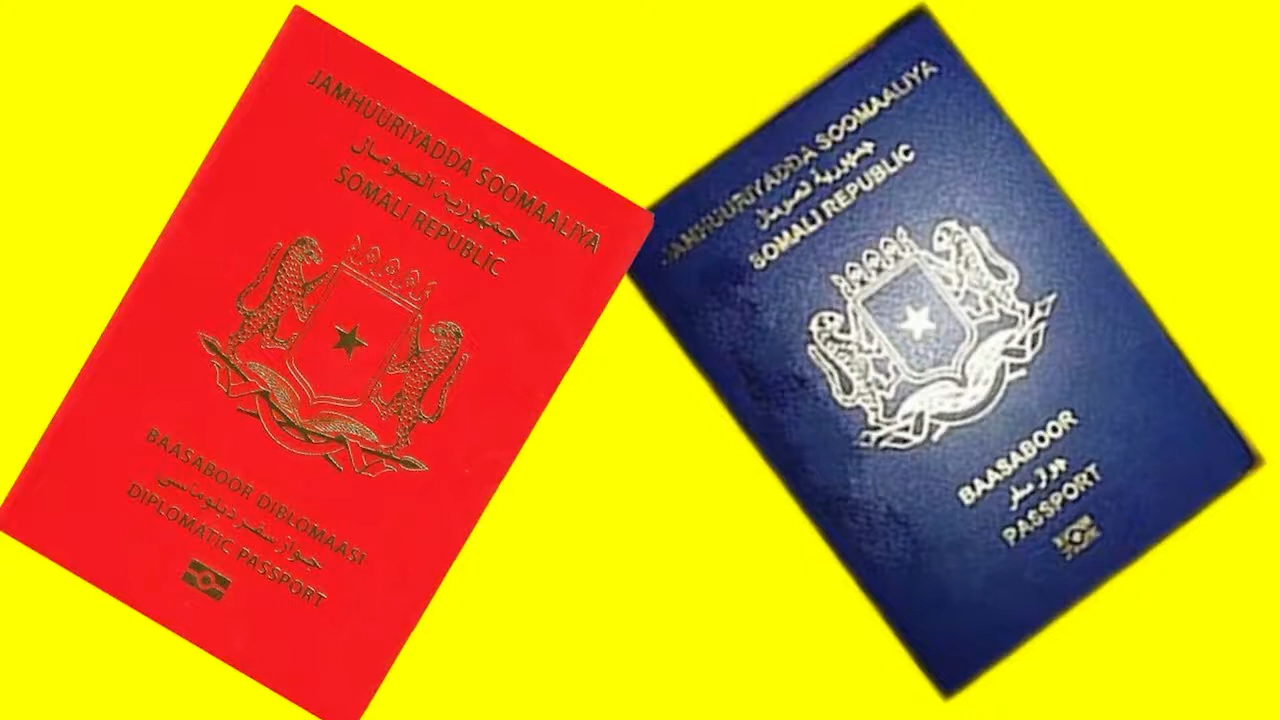 JAMHUURIYADDA SOOMAALIYA
جمهورية الصومال
SOMALI REPUBLIC
BAASABOOR DIBLOMAASI
جواز سفر دبلوماسي
DIPLOMATIC PASSPORT
JAMHUURIYADDA SOOMAALIYA
جمهورية
SOMALI REPUBLIC
BAASABOOR
جواز سفر
PASSPORT